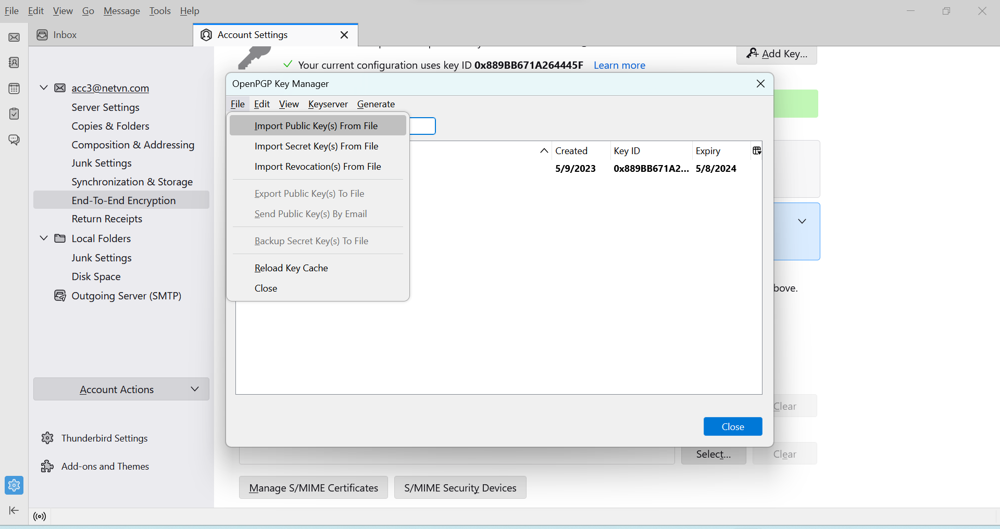 File Edit View Go Message Tools Help
Inbox
Account Settings
Add Key...
Your current configuration uses key ID 0x889BB671A264445F Learn more
acc3@netvn.com
Server Settings
Copies & Folders
Composition & Addressing
Junk Settings
Synchronization & Storage
End-To-End Encryption
Return Receipts
Local Folders
Junk Settings
Disk Space
Outgoing Server (SMTP)
Account Actions
Thunderbird Settings
Add-ons and Themes
OpenPGP Key Manager
File Edit View Keyserver Generate
Import Public Key(s) From File
Import Secret Key(s) From File
Import Revocation(s) From File
Export Public Key(s) To File
Send Public Key(s) By Email
Backup Secret Key(s) To File
Reload Key Cache
Close
Created Key ID Expiry
5/9/2023 0x889BB671A2... 5/8/2024
bove.
Close
Clear
Select... Clear
Manage S/MIME Certificates S/MIME Security Devices